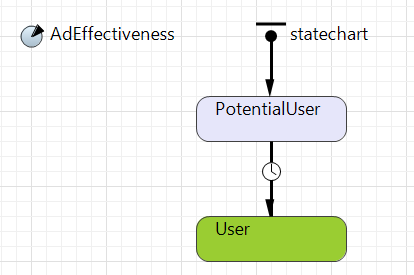 AdEffectiveness
statechart
PotentialUser
User